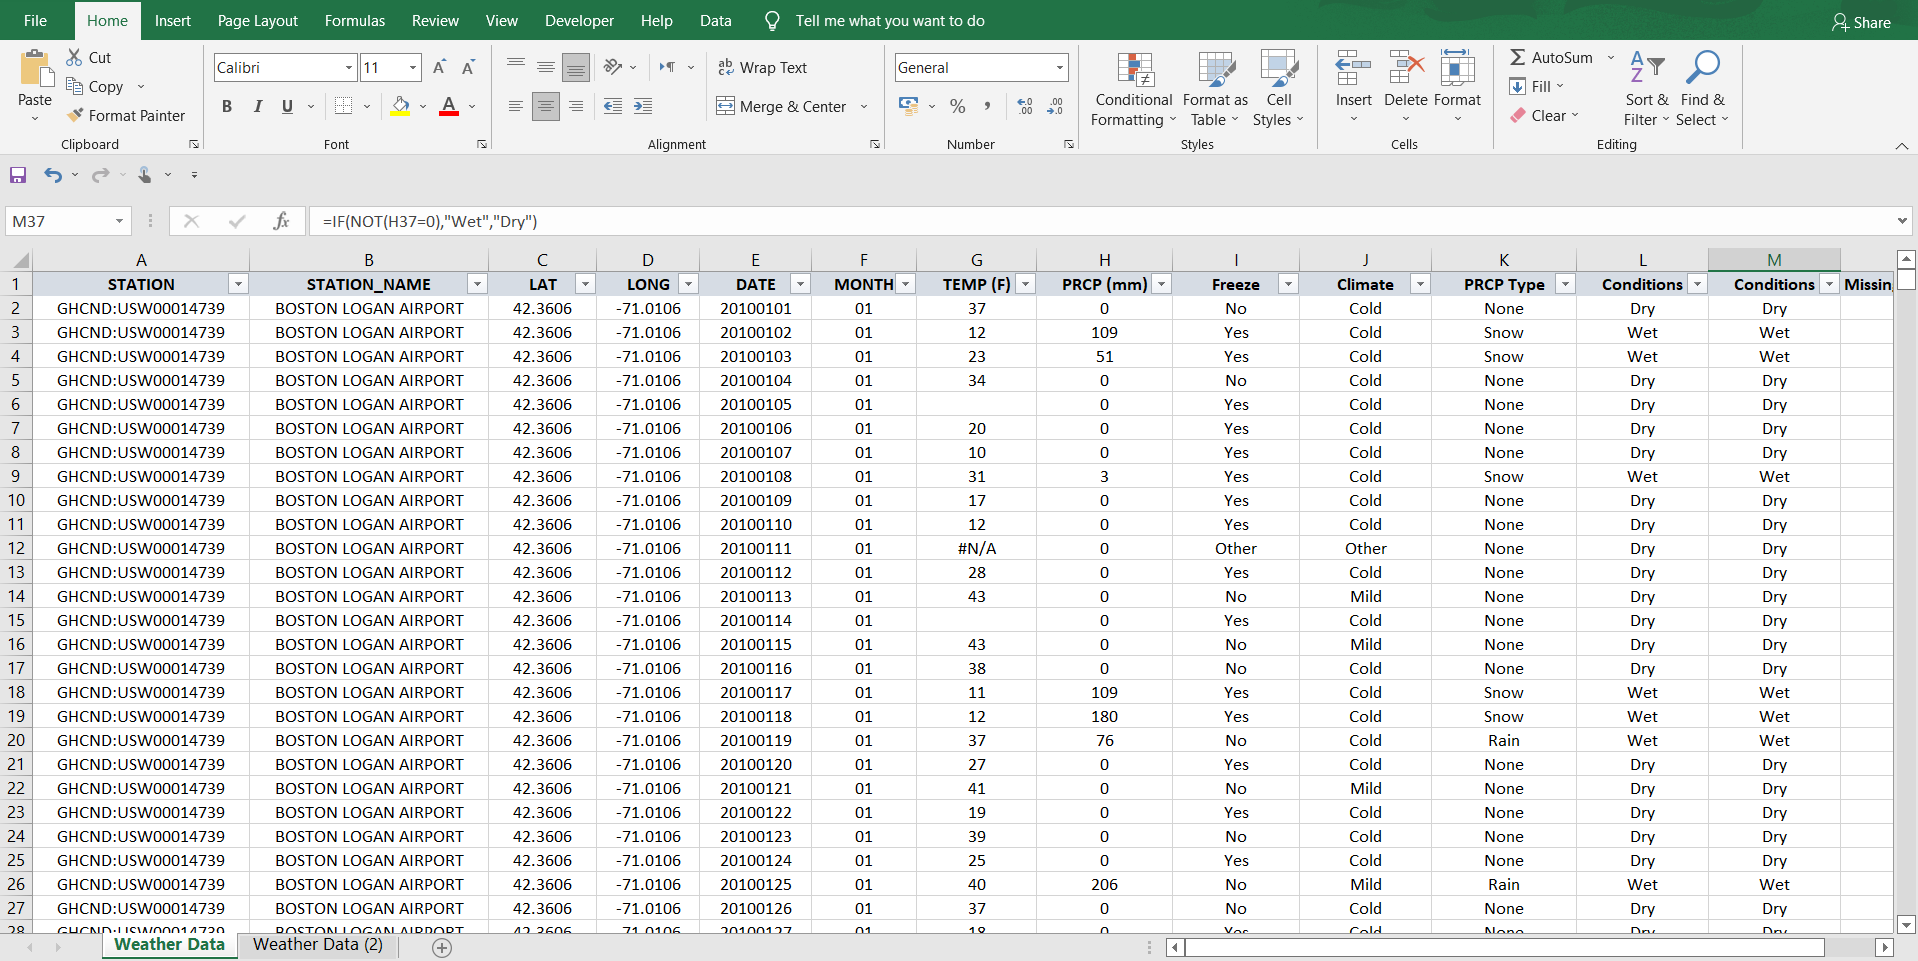 File Home Insert Page Layout Formulas Review View Developer Help Data Tell me what you want to do Share
Paste
Cut
Copy
Format Painter
Clipboard
Calibri 11
B I U A
Font
Wrap Text
Merge & Center
Alignment
General
% ,
Number
Conditional Formatting
Format as Table
Cell Styles
Styles
Insert Delete Format
Cells
AutoSum
Fill
Clear
Sort & Filter
Find & Select
Editing
M37 fx =IF(NOT(H37=0),"Wet","Dry")
A B C D E F G H I J K L M
1 STATION STATION_NAME LAT LONG DATE MONTH TEMP (F) PRCP (mm) Freeze Climate PRCP Type Conditions Conditions Missin
2 GHCND:USW00014739 BOSTON LOGAN AIRPORT 42.3606 -71.0106 20100101 01 37 0 No Cold None Dry Dry
3 GHCND:USW00014739 BOSTON LOGAN AIRPORT 42.3606 -71.0106 20100102 01 12 109 Yes Cold Snow Wet Wet
4 GHCND:USW00014739 BOSTON LOGAN AIRPORT 42.3606 -71.0106 20100103 01 23 51 Yes Cold Snow Wet Wet
5 GHCND:USW00014739 BOSTON LOGAN AIRPORT 42.3606 -71.0106 20100104 01 34 0 No Cold None Dry Dry
6 GHCND:USW00014739 BOSTON LOGAN AIRPORT 42.3606 -71.0106 20100105 01 0 Yes Cold None Dry Dry
7 GHCND:USW00014739 BOSTON LOGAN AIRPORT 42.3606 -71.0106 20100106 01 20 0 Yes Cold None Dry Dry
8 GHCND:USW00014739 BOSTON LOGAN AIRPORT 42.3606 -71.0106 20100107 01 10 0 Yes Cold None Dry Dry
9 GHCND:USW00014739 BOSTON LOGAN AIRPORT 42.3606 -71.0106 20100108 01 31 3 Yes Cold Snow Wet Wet
10 GHCND:USW00014739 BOSTON LOGAN AIRPORT 42.3606 -71.0106 20100109 01 17 0 Yes Cold None Dry Dry
11 GHCND:USW00014739 BOSTON LOGAN AIRPORT 42.3606 -71.0106 20100110 01 12 0 Yes Cold None Dry Dry
12 GHCND:USW00014739 BOSTON LOGAN AIRPORT 42.3606 -71.0106 20100111 01 #N/A 0 Other Other None Dry Dry
13 GHCND:USW00014739 BOSTON LOGAN AIRPORT 42.3606 -71.0106 20100112 01 28 0 Yes Cold None Dry Dry
14 GHCND:USW00014739 BOSTON LOGAN AIRPORT 42.3606 -71.0106 20100113 01 43 0 No Mild None Dry Dry
15 GHCND:USW00014739 BOSTON LOGAN AIRPORT 42.3606 -71.0106 20100114 01 0 Yes Cold None Dry Dry
16 GHCND:USW00014739 BOSTON LOGAN AIRPORT 42.3606 -71.0106 20100115 01 43 0 No Mild None Dry Dry
17 GHCND:USW00014739 BOSTON LOGAN AIRPORT 42.3606 -71.0106 20100116 01 38 0 No Cold None Dry Dry
18 GHCND:USW00014739 BOSTON LOGAN AIRPORT 42.3606 -71.0106 20100117 01 11 109 Yes Cold Snow Wet Wet
19 GHCND:USW00014739 BOSTON LOGAN AIRPORT 42.3606 -71.0106 20100118 01 12 180 Yes Cold Snow Wet Wet
20 GHCND:USW00014739 BOSTON LOGAN AIRPORT 42.3606 -71.0106 20100119 01 37 76 No Cold Rain Wet Wet
21 GHCND:USW00014739 BOSTON LOGAN AIRPORT 42.3606 -71.0106 20100120 01 27 0 Yes Cold None Dry Dry
22 GHCND:USW00014739 BOSTON LOGAN AIRPORT 42.3606 -71.0106 20100121 01 41 0 No Mild None Dry Dry
23 GHCND:USW00014739 BOSTON LOGAN AIRPORT 42.3606 -71.0106 20100122 01 19 0 Yes Cold None Dry Dry
24 GHCND:USW00014739 BOSTON LOGAN AIRPORT 42.3606 -71.0106 20100123 01 39 0 No Cold None Dry Dry
25 GHCND:USW00014739 BOSTON LOGAN AIRPORT 42.3606 -71.0106 20100124 01 25 0 Yes Cold None Dry Dry
26 GHCND:USW00014739 BOSTON LOGAN AIRPORT 42.3606 -71.0106 20100125 01 40 206 No Mild Rain Wet Wet
27 GHCND:USW00014739 BOSTON LOGAN AIRPORT 42.3606 -71.0106 20100126 01 37 0 No Cold None Dry Dry
28 GHCND:USW00014739 BOSTON LOGAN AIRPORT 42.3606 -71.0106 20100127 01 18 0 Yes Cold None Dry Dry
Weather Data Weather Data (2)